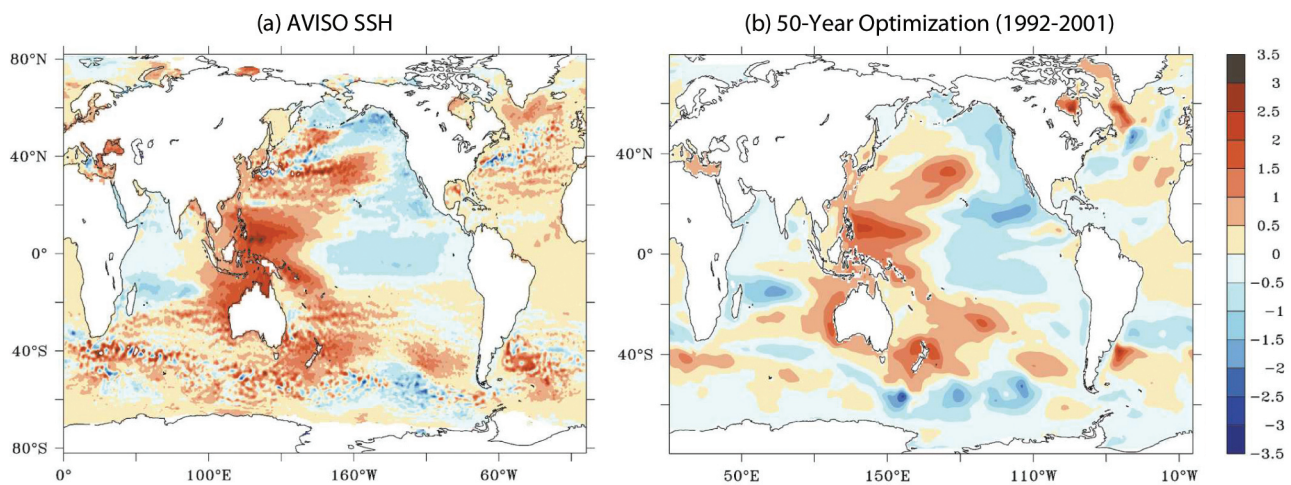 (a) AVISO SSH
(b) 50-Year Optimization (1992-2001)
80°N
40°N
0°
40°S
80°S
0°
100°E
160°W
60°W
40°N
0°
40°S
50°E
150°E
110°W
10°W
3.5
3
2.5
2
1.5
1
0.5
0
−0.5
−1
−1.5
−2
−2.5
−3
−3.5